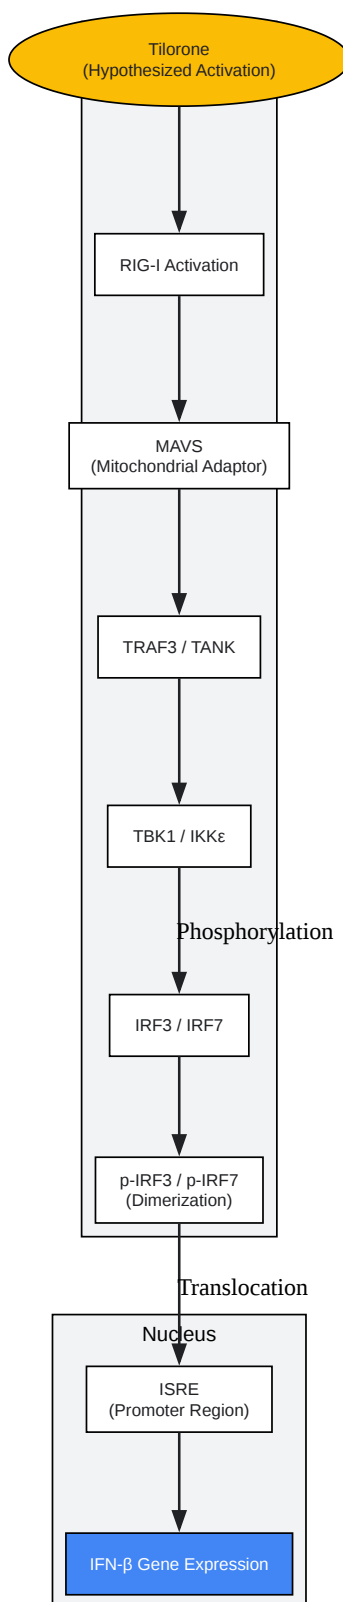 Tilorone
(Hypothesized Activation)
RIG-I Activation
MAVS
(Mitochondrial Adaptor)
TRAF3 / TANK
TBK1 / IKKε
Phosphorylation
IRF3 / IRF7
p-IRF3 / p-IRF7
(Dimerization)
Translocation
Nucleus
ISRE
(Promoter Region)
IFN-β Gene Expression